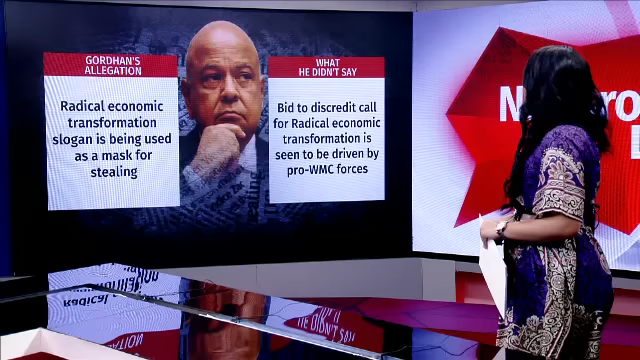 GORDHAN'S
ALLEGATION
Radical economic
transformation
slogan is being used
as a mask for
stealing
WHAT
HE DIDN'T SAY
Bid to discredit call
for Radical economic
transformation is
seen to be driven by
pro-WMC forces